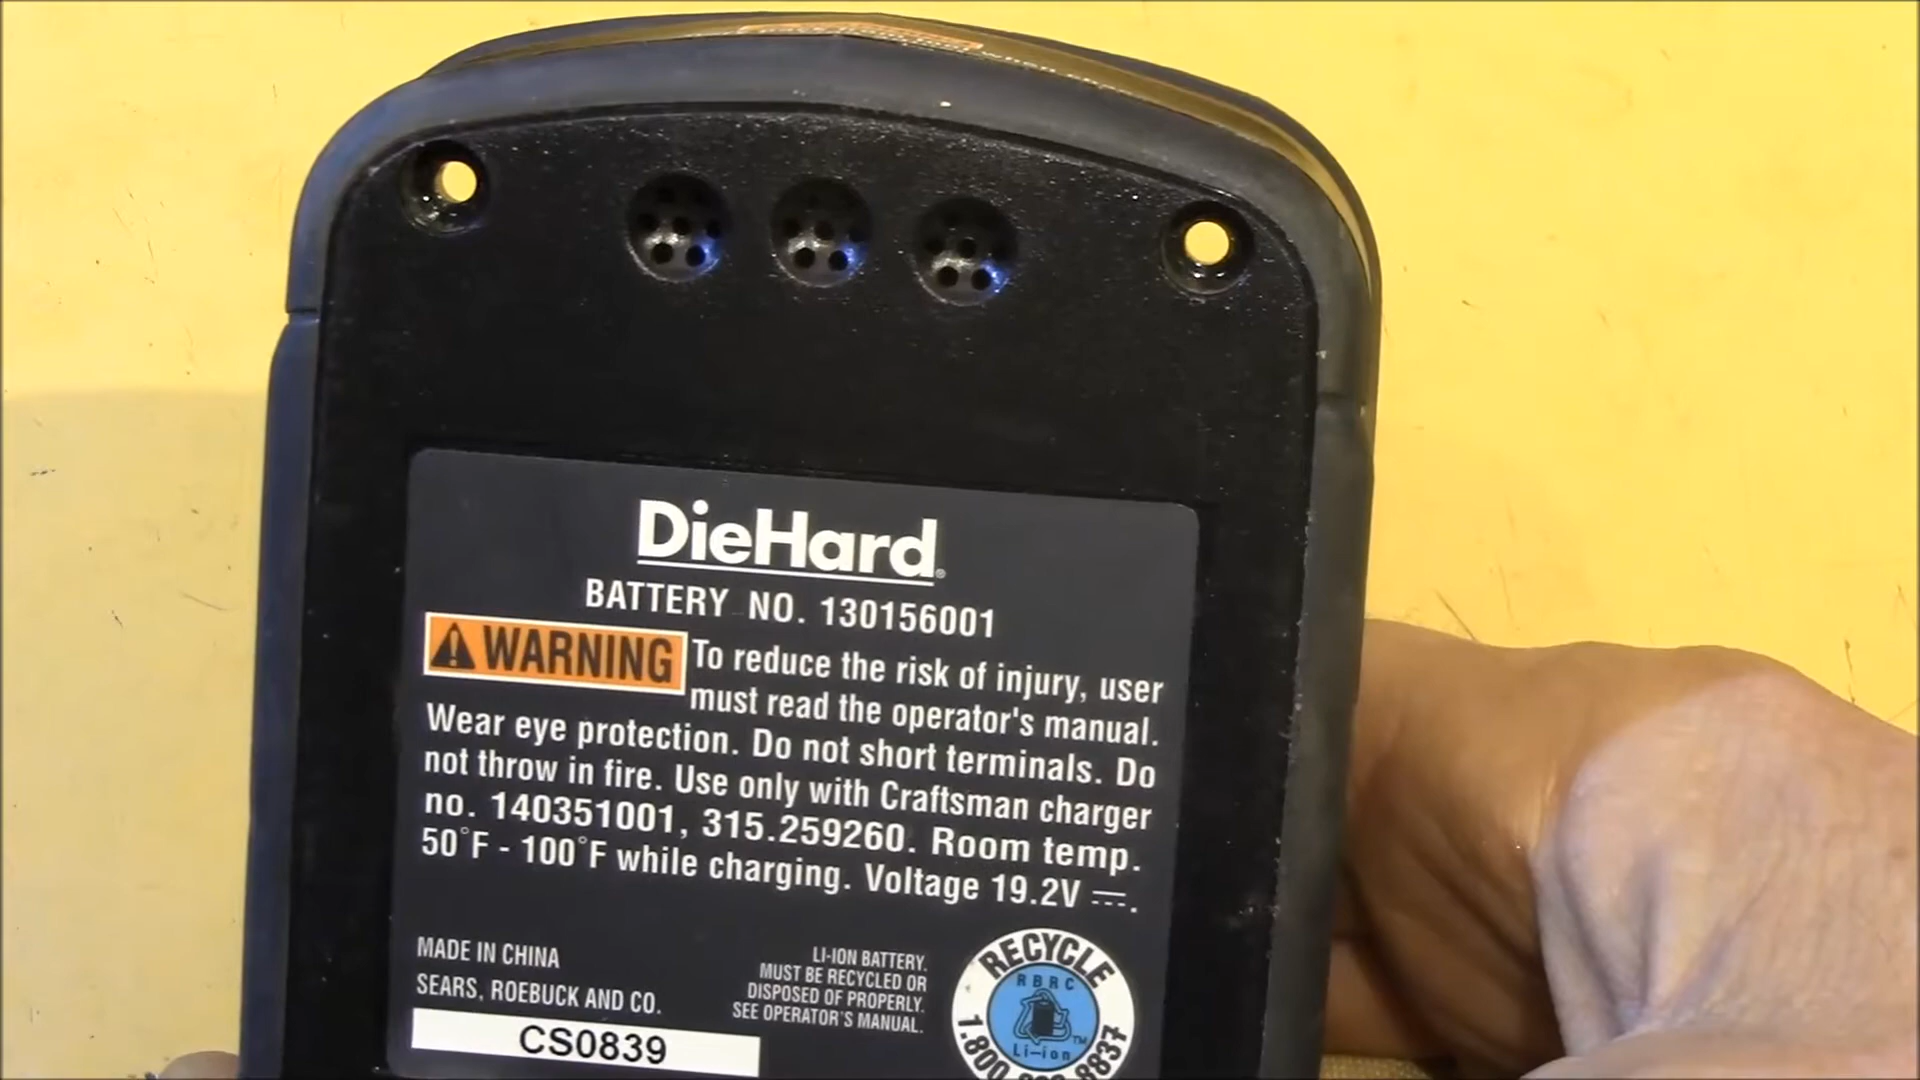 DieHard®
BATTERY NO. 130156001
WARNING To reduce the risk of injury, user
must read the operator's manual.
Wear eye protection. Do not short terminals. Do
not throw in fire. Use only with Craftsman charger
no. 140351001, 315.259260. Room temp.
50°F - 100°F while charging. Voltage 19.2V ⎓.
MADE IN CHINA
SEARS, ROEBUCK AND CO.
CS0839
LI-ION BATTERY.
MUST BE RECYCLED OR
DISPOSED OF PROPERLY.
SEE OPERATOR'S MANUAL.
RECYCLE
RBRC
TM
Li-ion